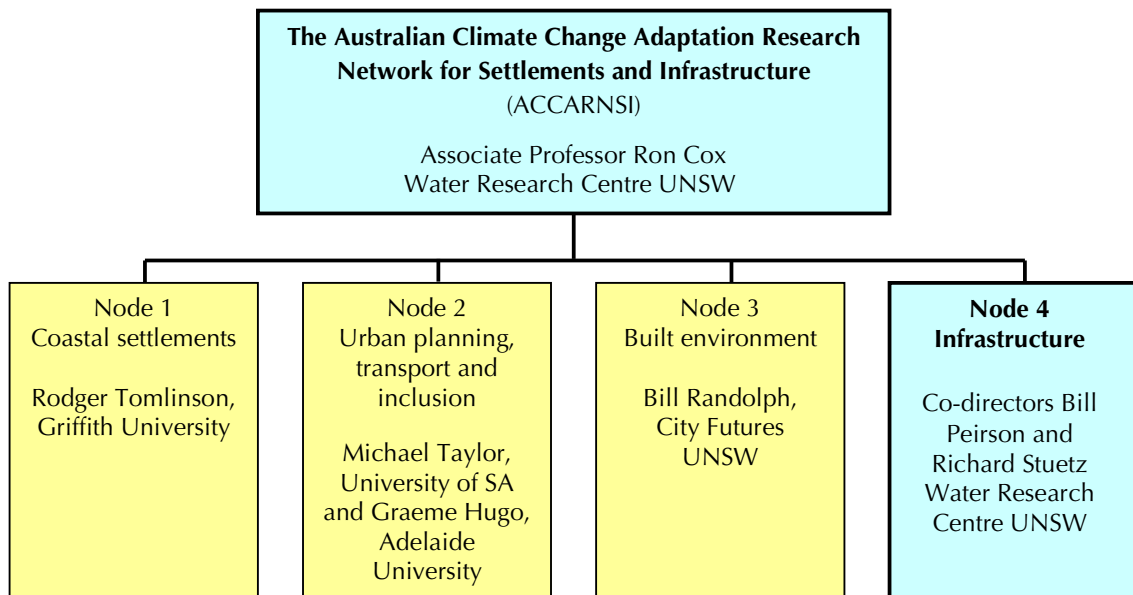 The Australian Climate Change Adaptation Research
Network for Settlements and Infrastructure
(ACCARNSI)
Associate Professor Ron Cox
Water Research Centre UNSW
Node 1
Coastal settlements
Rodger Tomlinson,
Griffith University
Node 2
Urban planning,
transport and
inclusion
Michael Taylor,
University of SA
and Graeme Hugo,
Adelaide
University
Node 3
Built environment
Bill Randolph,
City Futures
UNSW
Node 4
Infrastructure
Co-directors Bill
Peirson and
Richard Stuetz
Water Research
Centre UNSW